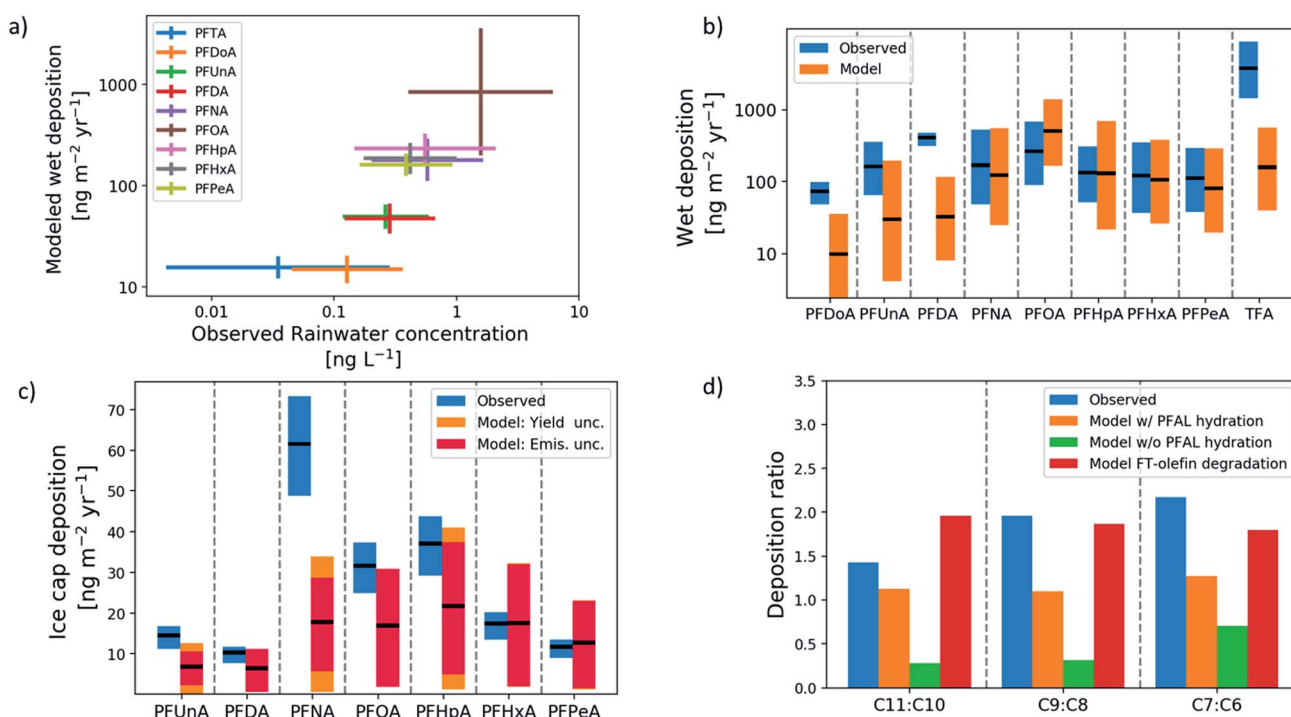 a)
PFTA
PFDoA
PFUnA
PFDA
PFNA
PFOA
PFHpA
PFHxA
PFPeA
Modeled wet deposition
[ng m⁻² yr⁻¹]
1000
100
10
0.01
0.1
1
10
Observed Rainwater concentration
[ng L⁻¹]
b)
Observed
Model
Wet deposition
[ng m⁻² yr⁻¹]
1000
100
10
PFDoA PFUnA PFDA PFNA PFOA PFHpA PFHxA PFPeA TFA
c)
Observed
Model: Yield unc.
Model: Emis. unc.
Ice cap deposition
[ng m⁻² yr⁻¹]
70
60
50
40
30
20
10
PFUnA PFDA PFNA PFOA PFHpA PFHxA PFPeA
d)
Observed
Model w/ PFAL hydration
Model w/o PFAL hydration
Model FT-olefin degradation
Deposition ratio
3.5
3.0
2.5
2.0
1.5
1.0
0.5
0.0
C11:C10 C9:C8 C7:C6